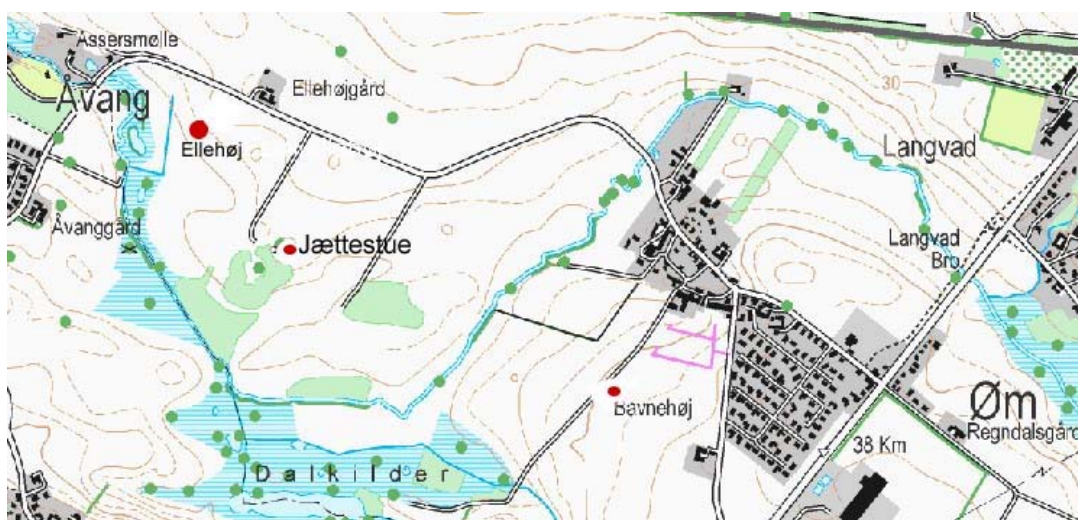 Assersmølle
Åvang
Ellehøjgård
Ellehøj
Åvanggård
Jættestue
30
Langvad
Langvad
Bro
Bavnehøj
Øm
Regndalsgård
38 Km
Dalkilder